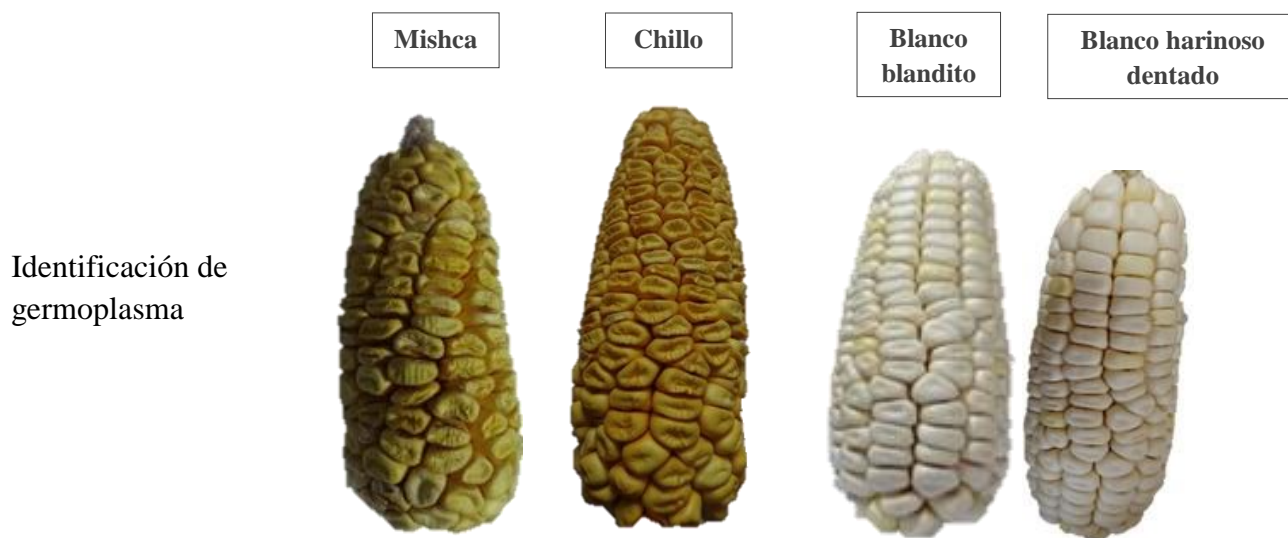 Mishca
Chillo
Blanco
blandito
Blanco harinoso
dentado
Identificación de
germoplasma